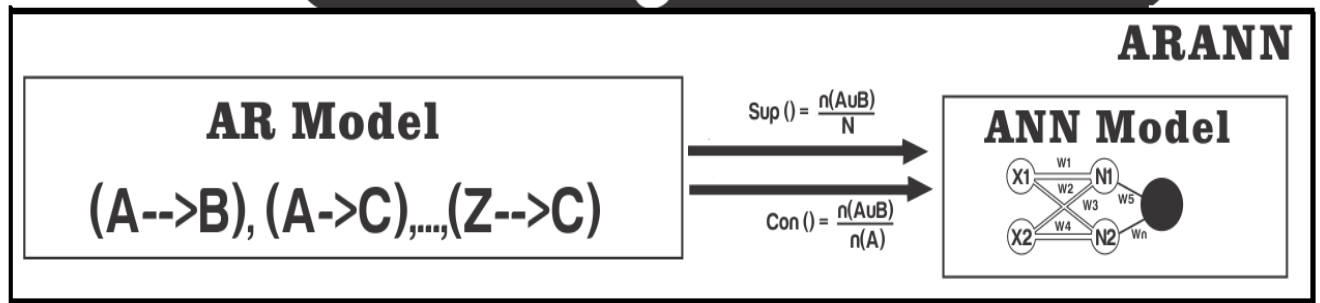 ARANN
AR Model
(A-->B), (A->C),...,(Z-->C)
Sup () = n(AuB)
N
Con () = n(AuB)
n(A)
ANN Model
X1
W1
N1
W2
W3
W5
X2
W4
N2
Wn